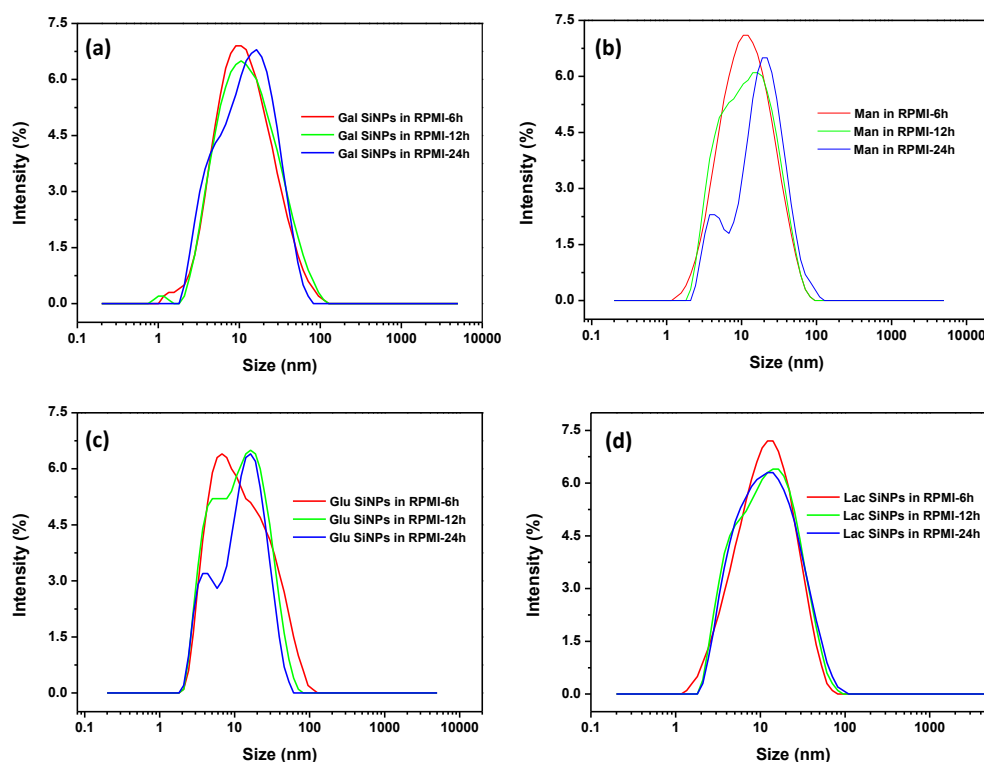 (a)
7.5
6.0
4.5
3.0
1.5
0.0
Intensity (%)
Gal SiNPs in RPMI-6h
Gal SiNPs in RPMI-12h
Gal SiNPs in RPMI-24h
0.1 1 10 100 1000 10000
Size (nm)
(b)
7.5
6.0
4.5
3.0
1.5
0.0
Intensity (%)
Man in RPMI-6h
Man in RPMI-12h
Man in RPMI-24h
0.1 1 10 100 1000 10000
Size (nm)
(c)
7.5
6.0
4.5
3.0
1.5
0.0
Intensity (%)
Glu SiNPs in RPMI-6h
Glu SiNPs in RPMI-12h
Glu SiNPs in RPMI-24h
0.1 1 10 100 1000 10000
Size (nm)
(d)
7.5
6.0
4.5
3.0
1.5
0.0
Intensity (%)
Lac SiNPs in RPMI-6h
Lac SiNPs in RPMI-12h
Lac SiNPs in RPMI-24h
0.1 1 10 100 1000
Size (nm)